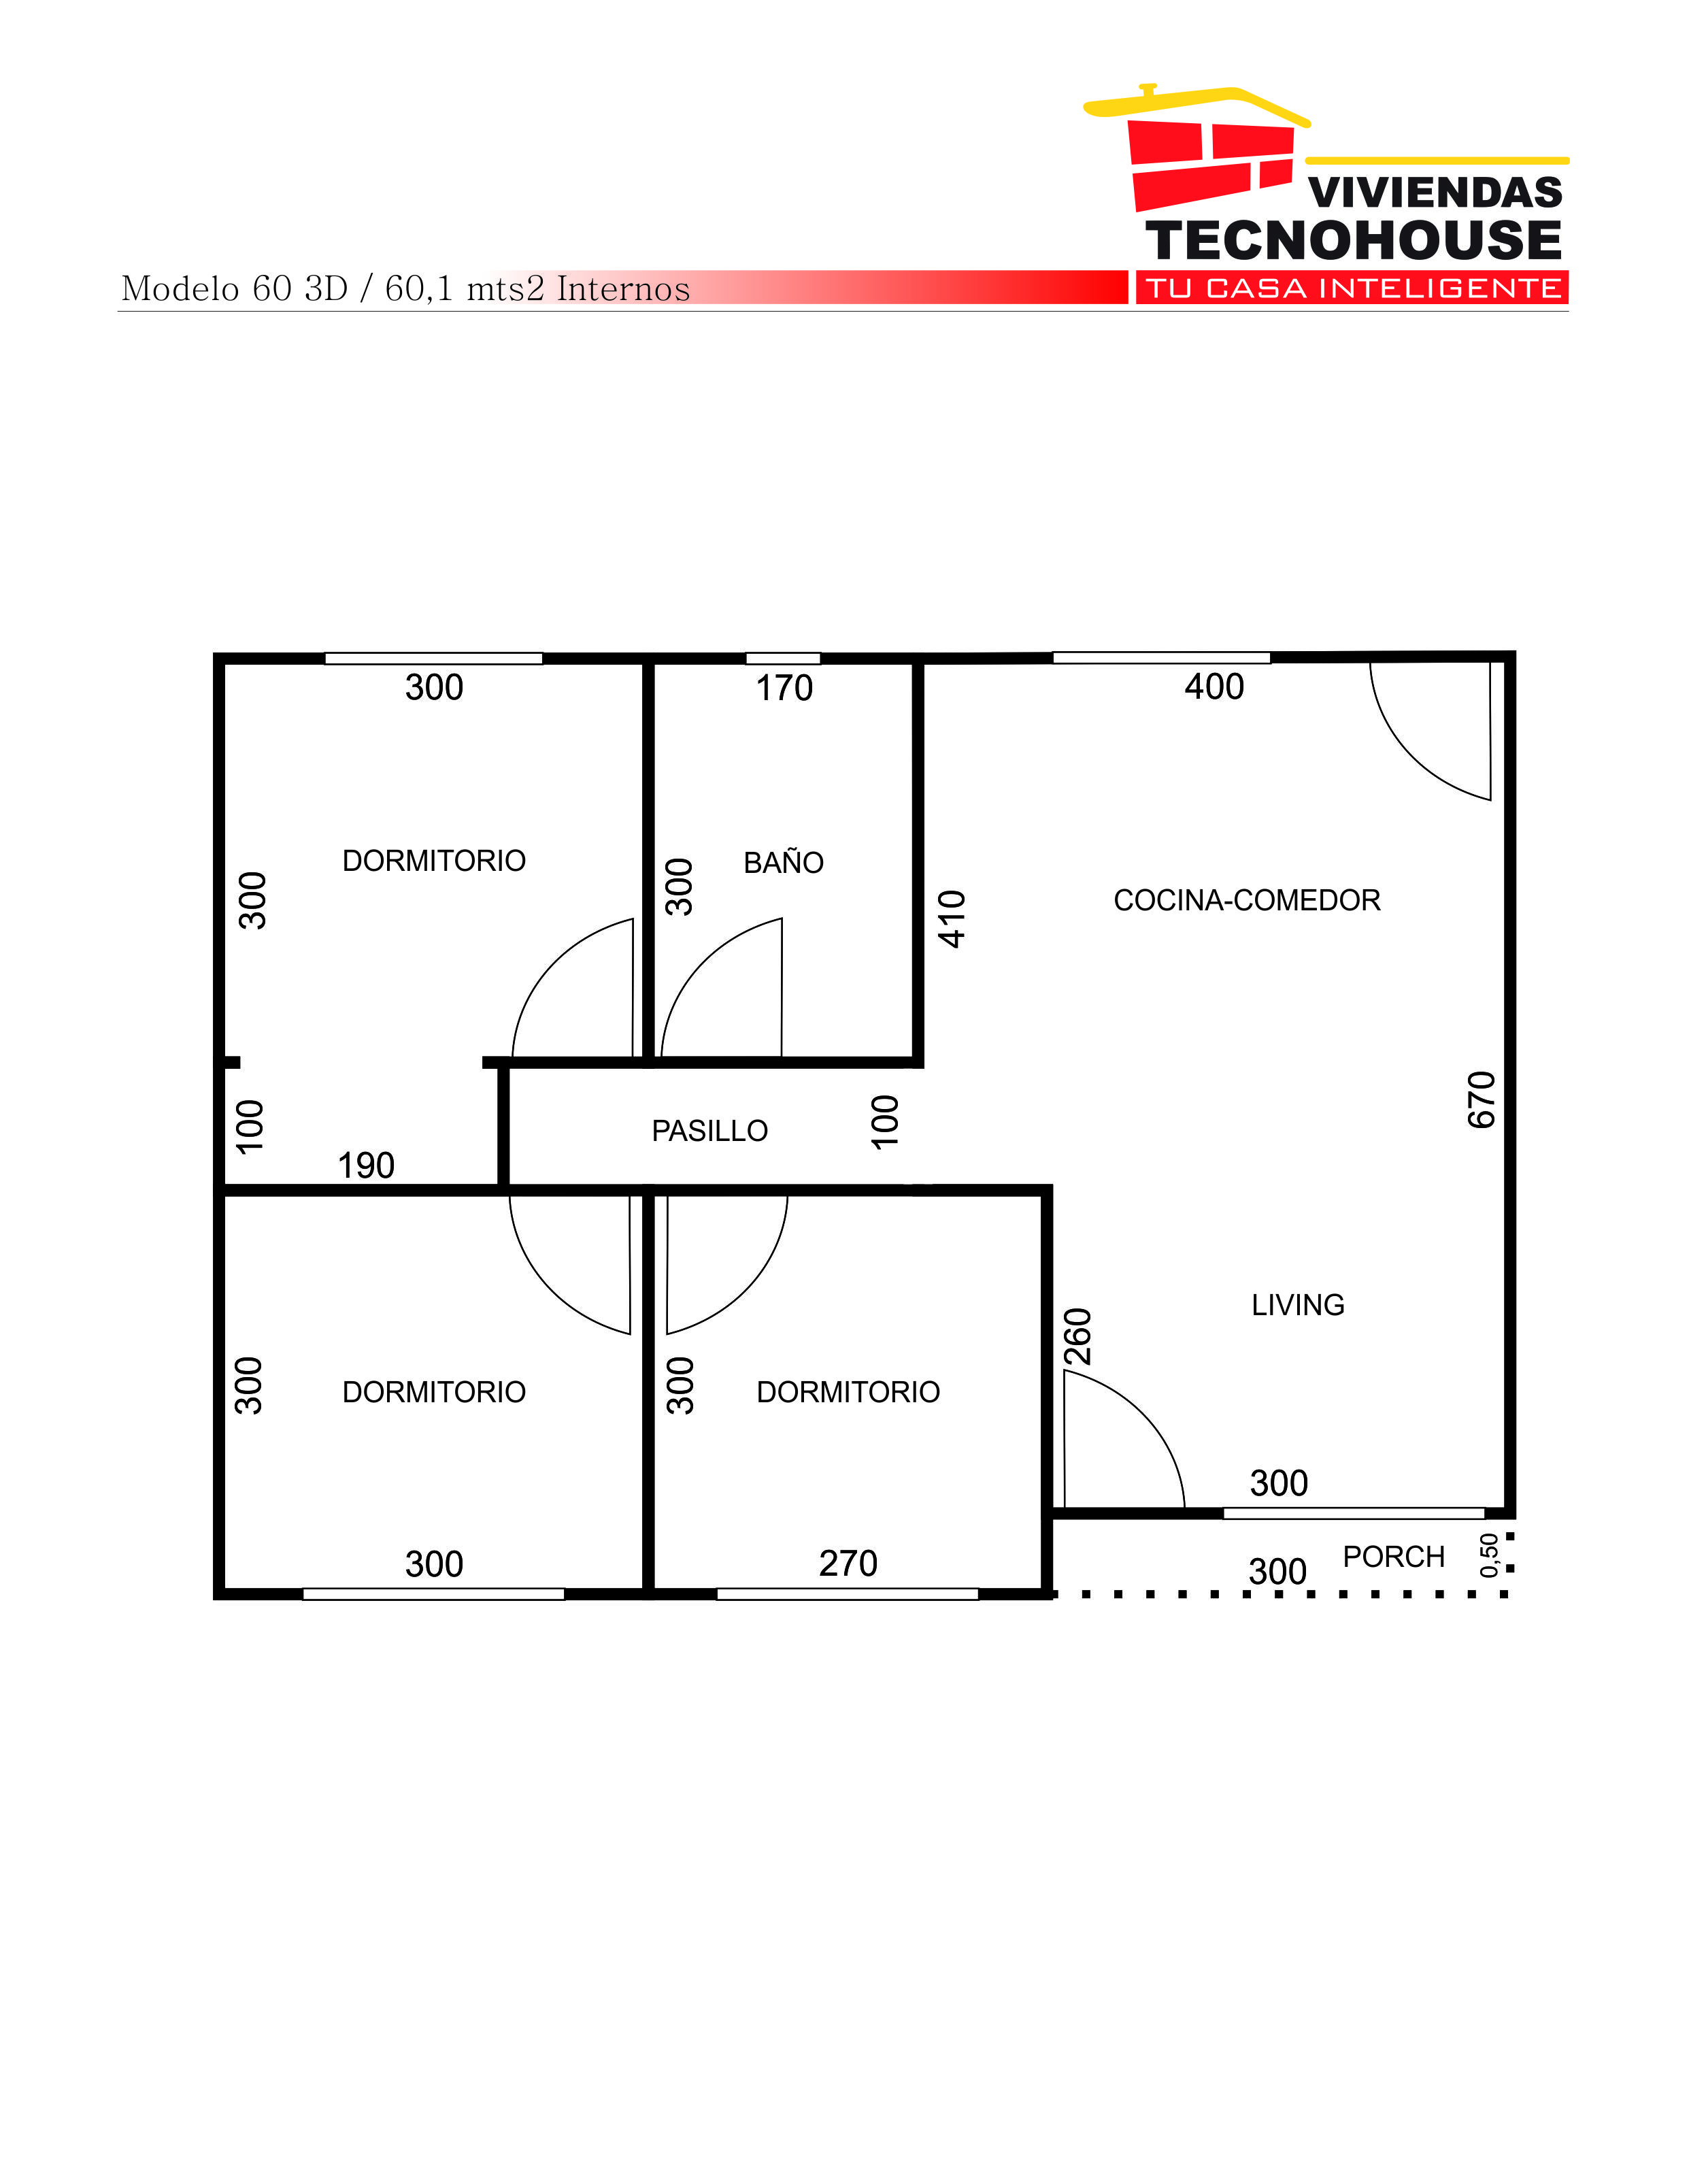 VIVIENDAS
TECNOHOUSE
TU CASA INTELIGENTE
Modelo 60 3D / 60,1 mts2 Internos
300
170
400
DORMITORIO
BAÑO
300
300
410
COCINA-COMEDOR
100
PASILLO
100
670
190
LIVING
260
300
DORMITORIO
300
DORMITORIO
300
300
270
300
PORCH
0,50